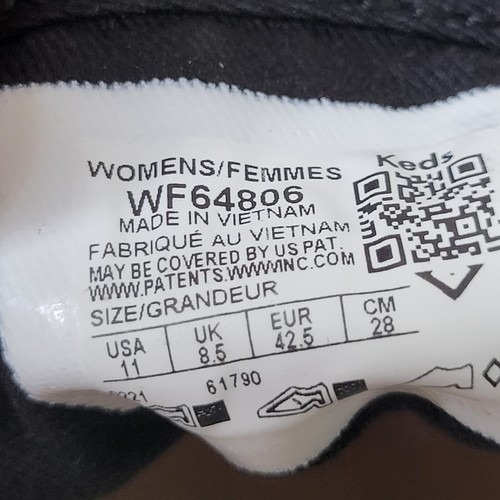 Keds
WOMENS/FEMMES
WF64806
MADE IN VIETNAM
FABRIQUÉ AU VIETNAM
MAY BE COVERED BY US PAT.
WWW.PATENTS.WWWINC.COM
SIZE/GRANDEUR
USA UK EUR CM
11 8.5 42.5 28
61790